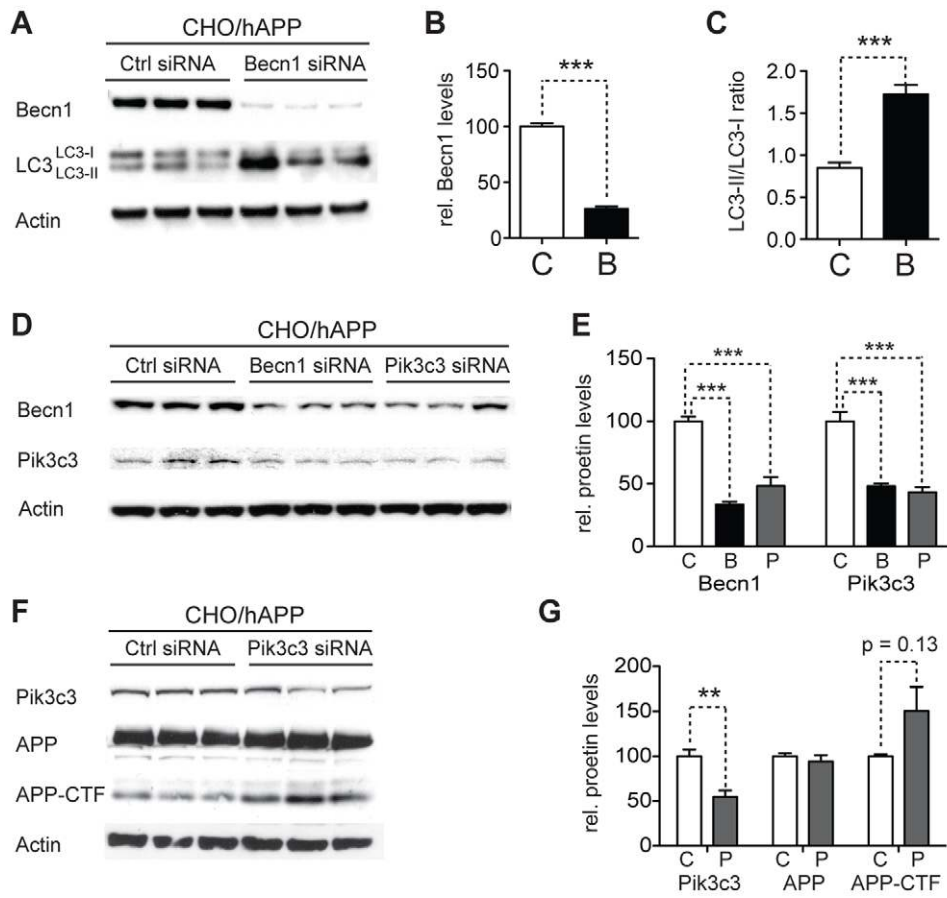 A
CHO/hAPP
Ctrl siRNA Becn1 siRNA
Becn1
LC3 LC3-I
LC3-II
Actin
B
rel. Becn1 levels
150
100
50
0
***
C B
C
LC3-II/LC3-I ratio
2.0
1.5
1.0
0.5
0.0
***
C B
D
CHO/hAPP
Ctrl siRNA Becn1 siRNA Pik3c3 siRNA
Becn1
Pik3c3
Actin
E
rel. proetin levels
150
100
50
0
*** ***
*** ***
C B P C B P
Becn1 Pik3c3
F
CHO/hAPP
Ctrl siRNA Pik3c3 siRNA
Pik3c3
APP
APP-CTF
Actin
G
rel. proetin levels
200
150
100
50
0
**
p = 0.13
C P C P C P
Pik3c3 APP APP-CTF